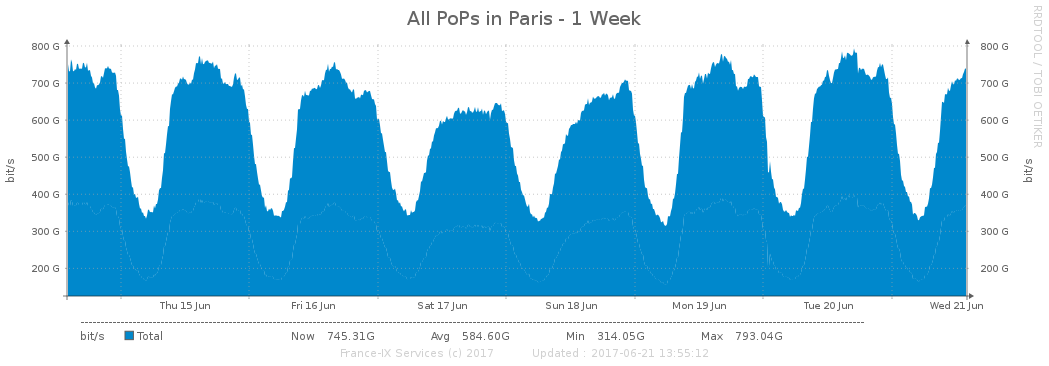 All PoPs in Paris - 1 Week
RRDTOOL / TOBI OETIKER
bit/s
800 G
700 G
600 G
500 G
400 G
300 G
200 G
800 G
700 G
600 G
500 G
400 G
300 G
200 G
bit/s
Thu 15 Jun Fri 16 Jun Sat 17 Jun Sun 18 Jun Mon 19 Jun Tue 20 Jun Wed 21 Jun
bit/s Total Now 745.31G Avg 584.60G Min 314.05G Max 793.04G
France-IX Services (c) 2017 Updated : 2017-06-21 13:55:12